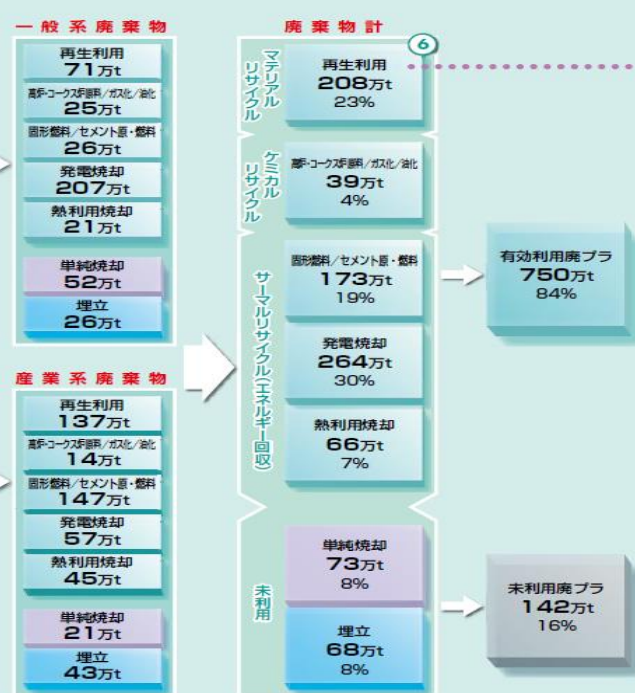 一般系廃棄物
再生利用
71万t
高炉・コークス炉原料/ガス化/油化
25万t
固形燃料/セメント原・燃料
26万t
発電焼却
207万t
熱利用焼却
21万t
単純焼却
52万t
埋立
26万t
産業系廃棄物
再生利用
137万t
高炉・コークス炉原料/ガス化/油化
14万t
固形燃料/セメント原・燃料
147万t
発電焼却
57万t
熱利用焼却
45万t
単純焼却
21万t
埋立
43万t
廃棄物計
6
マテリアル
リサイクル
再生利用
208万t
23%
ケミカル
リサイクル
高炉・コークス炉原料/ガス化/油化
39万t
4%
サーマルリサイクル(エネルギー回収)
固形燃料/セメント原・燃料
173万t
19%
発電焼却
264万t
30%
熱利用焼却
66万t
7%
未利用
単純焼却
73万t
8%
埋立
68万t
8%
有効利用廃プラ
750万t
84%
未利用廃プラ
142万t
16%